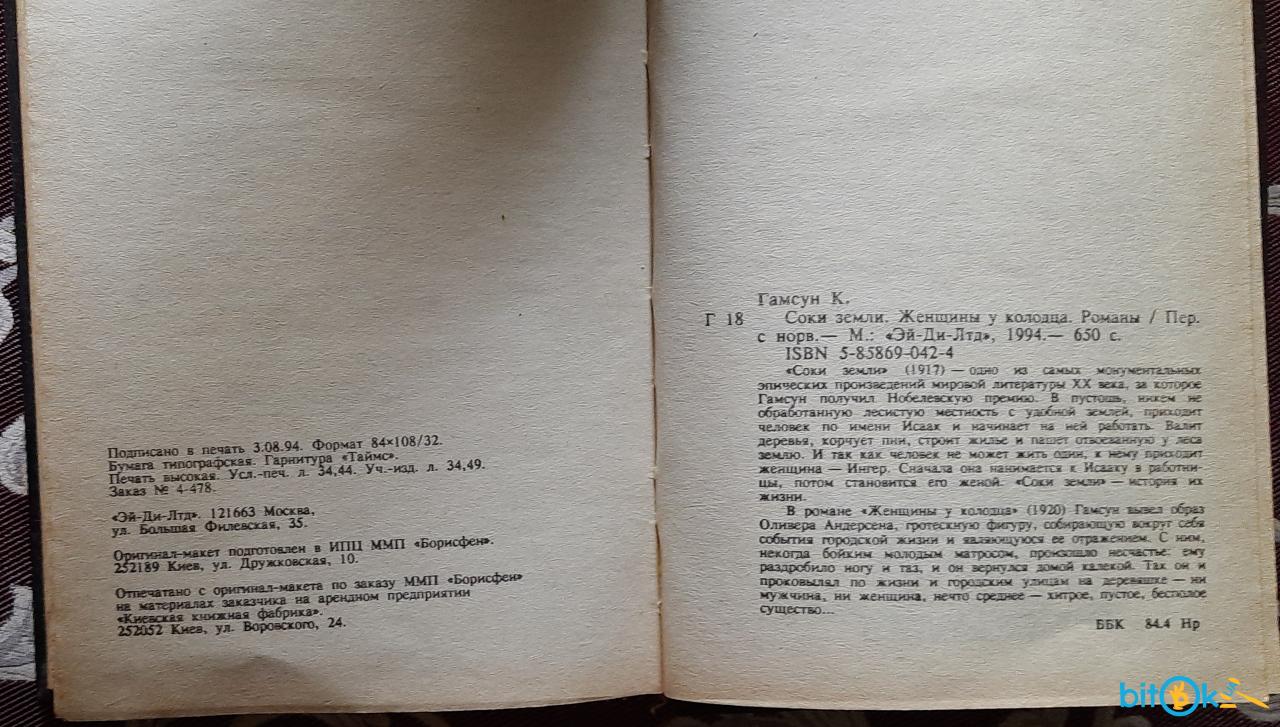 Подписано в печать 3.08.94. Формат 84×108/32.
Бумага типографская. Гарнитура «Таймс».
Печать высокая. Усл.-печ. л. 34,44. Уч.-изд. л. 34,49.
Заказ № 4-478.
«Эй-Ди-Лтд». 121663 Москва,
ул. Большая Филевская, 35.
Оригинал-макет подготовлен в ИПЦ ММП «Борисфен».
252189 Киев, ул. Дружковская, 10.
Отпечатано с оригинал-макета по заказу ММП «Борисфен»
на материалах заказчика на арендном предприятии
«Киевская книжная фабрика».
252052 Киев, ул. Воровского, 24.
Гамсун К.
Г 18 Соки земли. Женщины у колодца. Романы / Пер.
с норв.— М.: «Эй-Ди-Лтд», 1994.— 650 с.
ISBN 5-85869-042-4
«Соки земли» (1917) — одно из самых монументальных
эпических произведений мировой литературы XX века, за которое
Гамсун получил Нобелевскую премию. В пустошь, никем не
обработанную лесистую местность с удобной землей, приходит
человек по имени Исаак и начинает на ней работать. Валит
деревья, корчует пни, строит жилье и пашет отвоеванную у леса
землю. И так как человек не может жить один, к нему приходит
женщина — Ингер. Сначала она нанимается к Исааку в работни-
цы, потом становится его женой. «Соки земли» — история их
жизни.
В романе «Женщины у колодца» (1920) Гамсун вывел образ
Оливера Андерсена, гротескную фигуру, собирающую вокруг себя
события городской жизни и являющуюся ее отражением. С ним,
некогда бойким молодым матросом, произошло несчастье: ему
раздробило ногу и таз, и он вернулся домой калекой. Так он и
проковылял по жизни и городским улицам на деревяшке — ни
мужчина, ни женщина, нечто среднее — хитрое, пустое, бесполое
существо...
ББК 84.4 Нр
bitOk